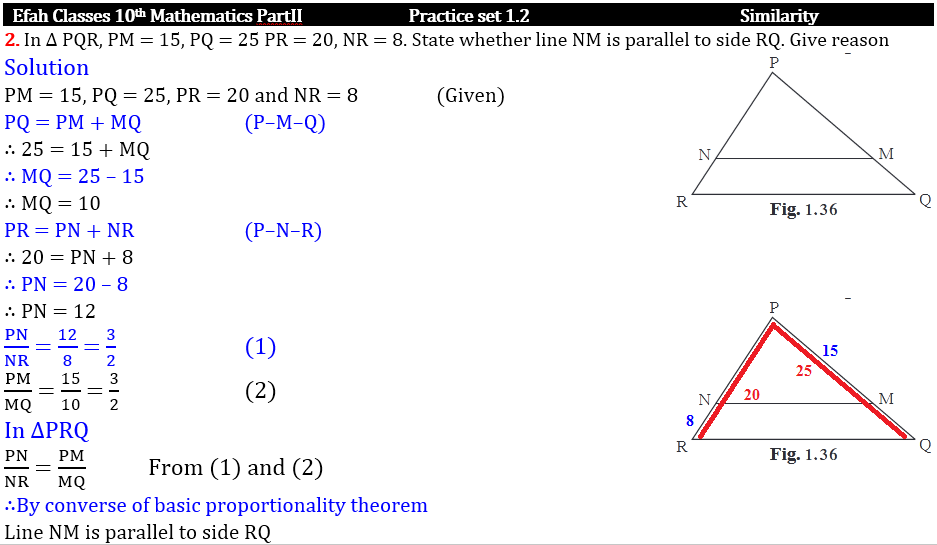 Efah Classes 10th Mathematics PartII Practice set 1.2 Similarity
2. In Δ PQR, PM = 15, PQ = 25 PR = 20, NR = 8. State whether line NM is parallel to side RQ. Give reason
Solution
PM = 15, PQ = 25, PR = 20 and NR = 8 (Given)
PQ = PM + MQ (P–M–Q)
∴ 25 = 15 + MQ
∴ MQ = 25 – 15
∴ MQ = 10
PR = PN + NR (P–N–R)
∴ 20 = PN + 8
∴ PN = 20 – 8
∴ PN = 12
PN/NR = 12/8 = 3/2 (1)
PM/MQ = 15/10 = 3/2 (2)
In ΔPRQ
PN/NR = PM/MQ From (1) and (2)
∴By converse of basic proportionality theorem
Line NM is parallel to side RQ
P
N M
R Q
Fig. 1.36
P
15
25
N 20 M
8
R Q
Fig. 1.36